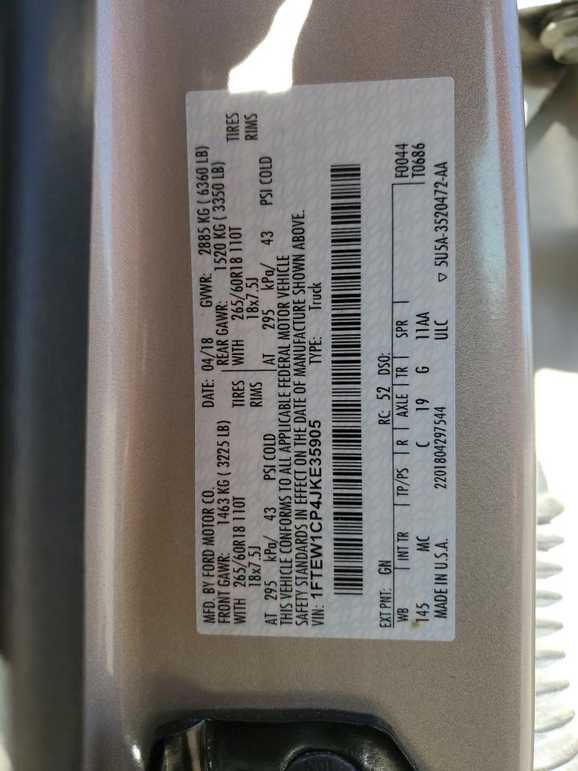 MFD. BY FORD MOTOR CO. DATE: 04/18 GVWR: 2885 KG ( 6360 LB)
FRONT GAWR: 1463 KG ( 3225 LB) REAR GAWR: 1520 KG ( 3350 LB)
WITH 265/60R18 110T TIRES WITH 265/60R18 110T TIRES
18x7.5J RIMS 18x7.5J RIMS
AT 295 kPa/ 43 PSI COLD AT 295 kPa/ 43 PSI COLD
THIS VEHICLE CONFORMS TO ALL APPLICABLE FEDERAL MOTOR VEHICLE
SAFETY STANDARDS IN EFFECT ON THE DATE OF MANUFACTURE SHOWN ABOVE.
VIN: 1FTEW1CP4JKE35905 TYPE: Truck
EXT PNT: GN RC: 52 DSO: F0044
WB INT TR TP/PS R AXLE TR SPR T0686
145 MC C 19 G 11AA
2201804297544 ULC
MADE IN U.S.A. ▽ 5U5A-3520472-AA